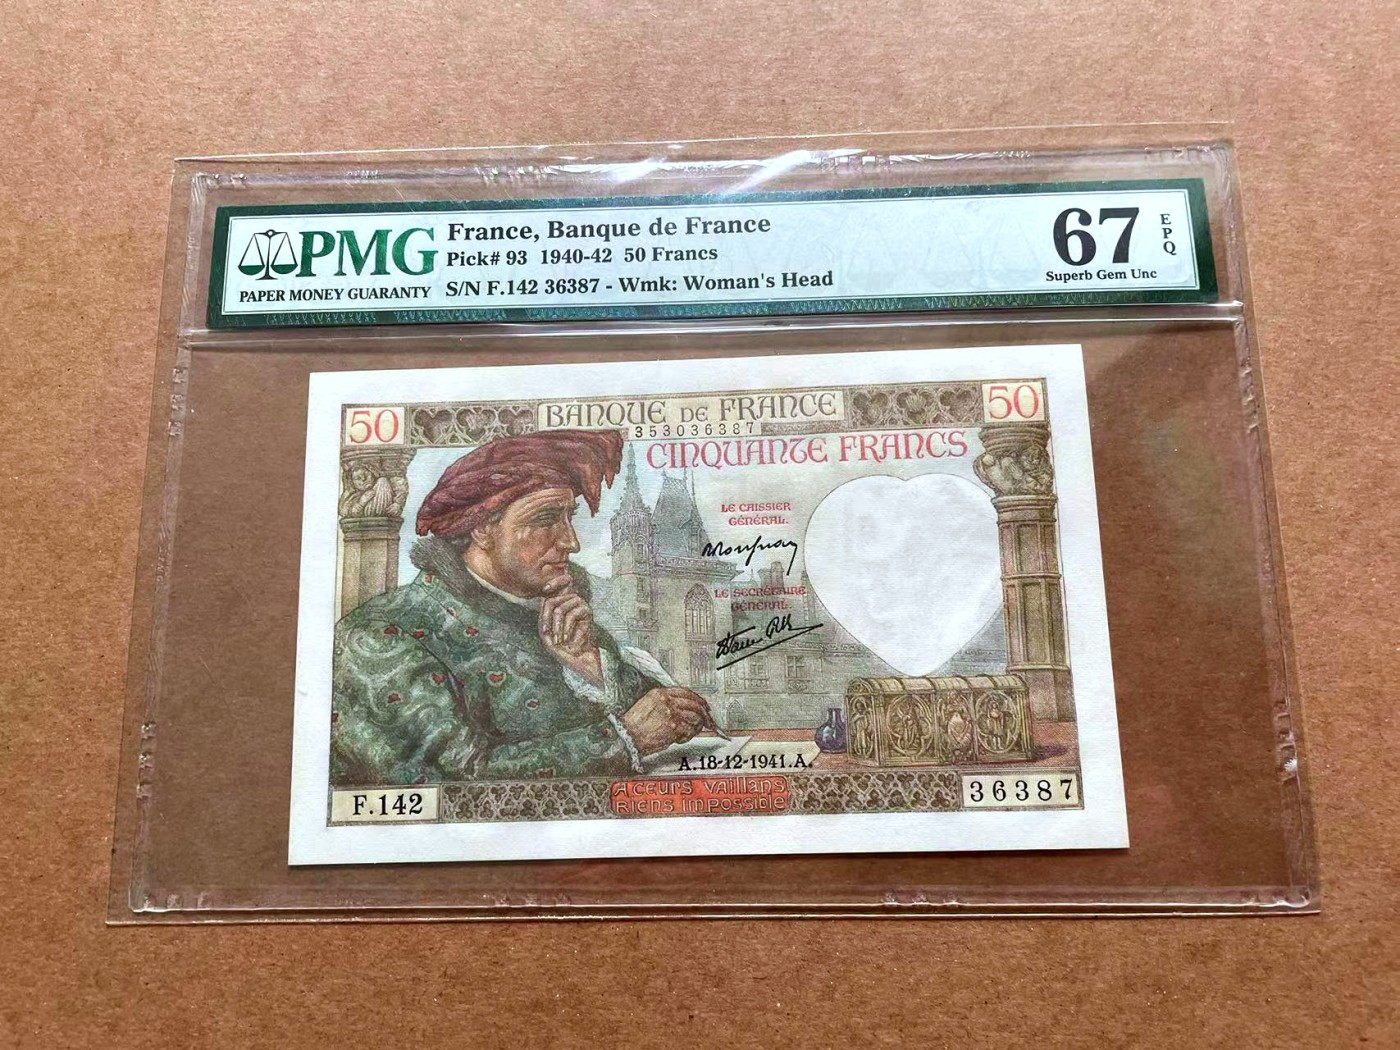 PMG
PAPER MONEY GUARANTY
France, Banque de France
Pick# 93 1940-42 50 Francs
S/N F.142 36387 - Wmk: Woman's Head
67
EPQ
Superb Gem Unc
50
BANQUE DE FRANCE
50
353036387
CINQUANTE FRANCS
LE CAISSIER
GÉNÉRAL.
LE SECRÉTAIRE
GÉNÉRAL.
A.18-12-1941.A.
F.142
A CŒURS VAILLANS
RIENS IMPOSSIBLE
36387